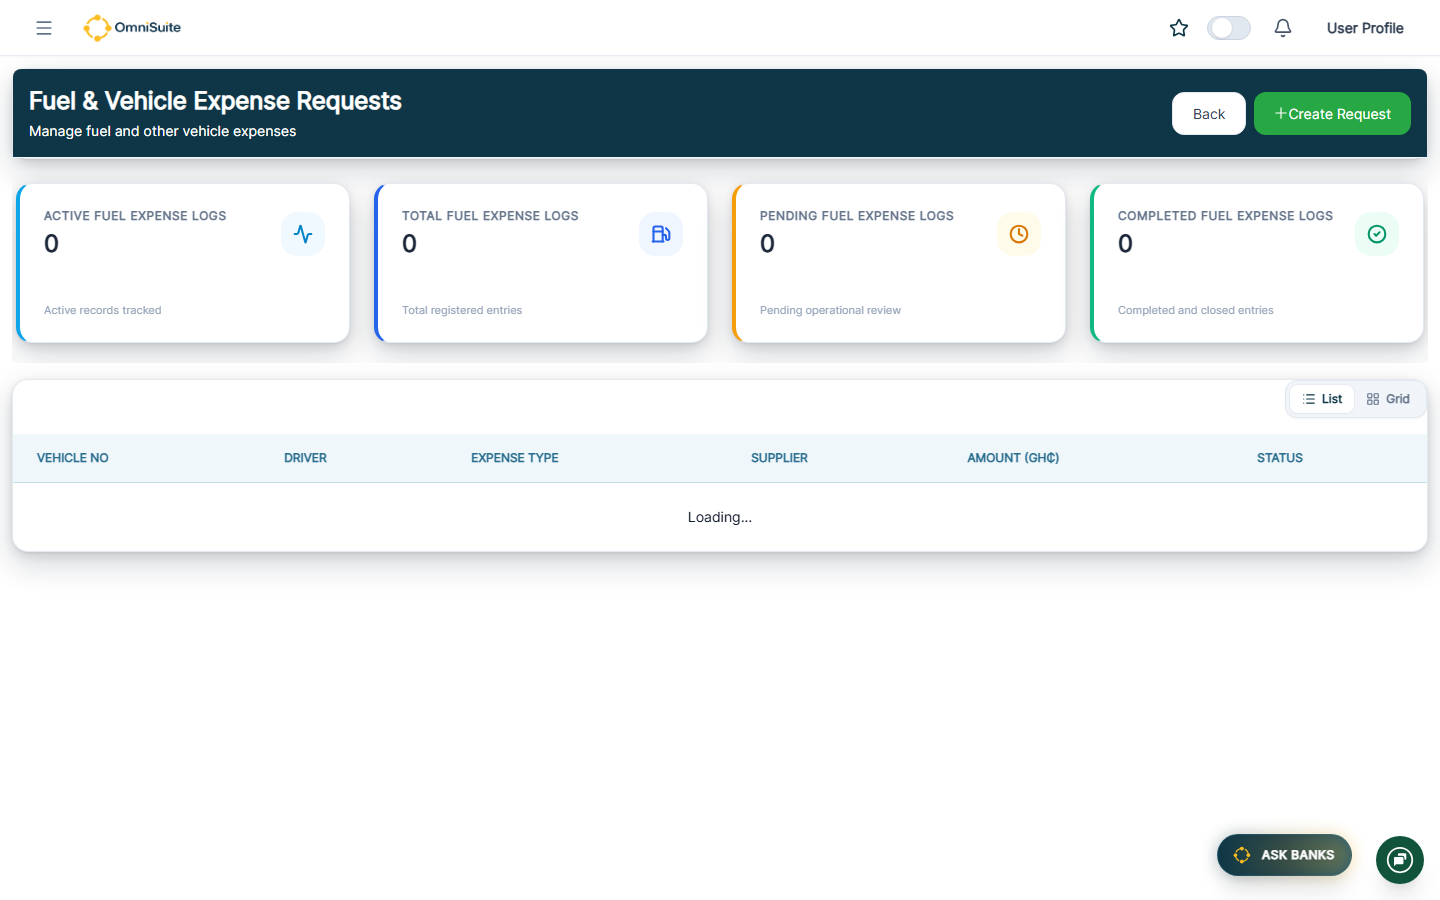 OmniSuite
User Profile
Fuel & Vehicle Expense Requests
Manage fuel and other vehicle expenses
Back
+Create Request
ACTIVE FUEL EXPENSE LOGS
0
Active records tracked
TOTAL FUEL EXPENSE LOGS
0
Total registered entries
PENDING FUEL EXPENSE LOGS
0
Pending operational review
COMPLETED FUEL EXPENSE LOGS
0
Completed and closed entries
List
Grid
VEHICLE NO DRIVER EXPENSE TYPE SUPPLIER AMOUNT (GH₵) STATUS
Loading...
ASK BANKS